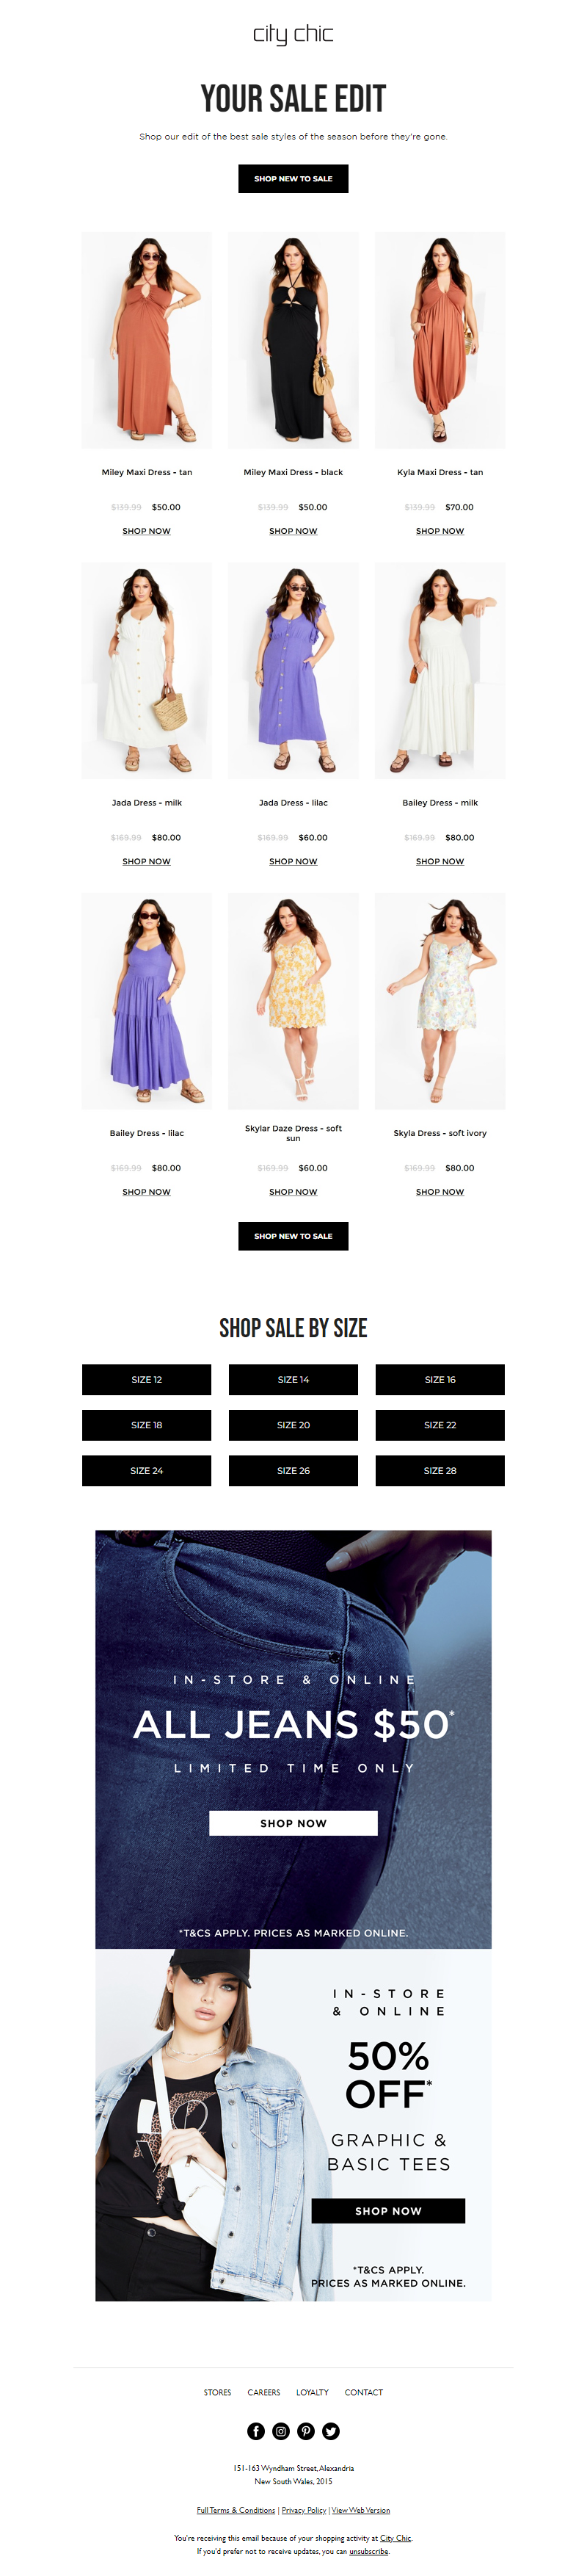 city chic
YOUR SALE EDIT
Shop our edit of the best sale styles of the season before they're gone.
SHOP NEW TO SALE
Miley Maxi Dress - tan
Miley Maxi Dress - black
Kyla Maxi Dress - tan
$139.99 $50.00
$139.99 $50.00
$139.99 $70.00
SHOP NOW
SHOP NOW
SHOP NOW
Jada Dress - milk
Jada Dress - lilac
Bailey Dress - milk
$169.99 $80.00
$169.99 $60.00
$169.99 $80.00
SHOP NOW
SHOP NOW
SHOP NOW
Bailey Dress - lilac
Skylar Daze Dress - soft
sun
Skyla Dress - soft ivory
$169.99 $80.00
$169.99 $60.00
$169.99 $80.00
SHOP NOW
SHOP NOW
SHOP NOW
SHOP NEW TO SALE
SHOP SALE BY SIZE
SIZE 12
SIZE 14
SIZE 16
SIZE 18
SIZE 20
SIZE 22
SIZE 24
SIZE 26
SIZE 28
IN-STORE & ONLINE
ALL JEANS $50*
LIMITED TIME ONLY
SHOP NOW
*T&CS APPLY. PRICES AS MARKED ONLINE.
IN-STORE
& ONLINE
50%
OFF*
GRAPHIC &
BASIC TEES
SHOP NOW
*T&CS APPLY.
PRICES AS MARKED ONLINE.
STORES CAREERS LOYALTY CONTACT
151-163 Wyndham Street, Alexandria
New South Wales, 2015
Full Terms & Conditions | Privacy Policy | View Web Version
You're receiving this email because of your shopping activity at City Chic.
If you'd prefer not to receive updates, you can unsubscribe.